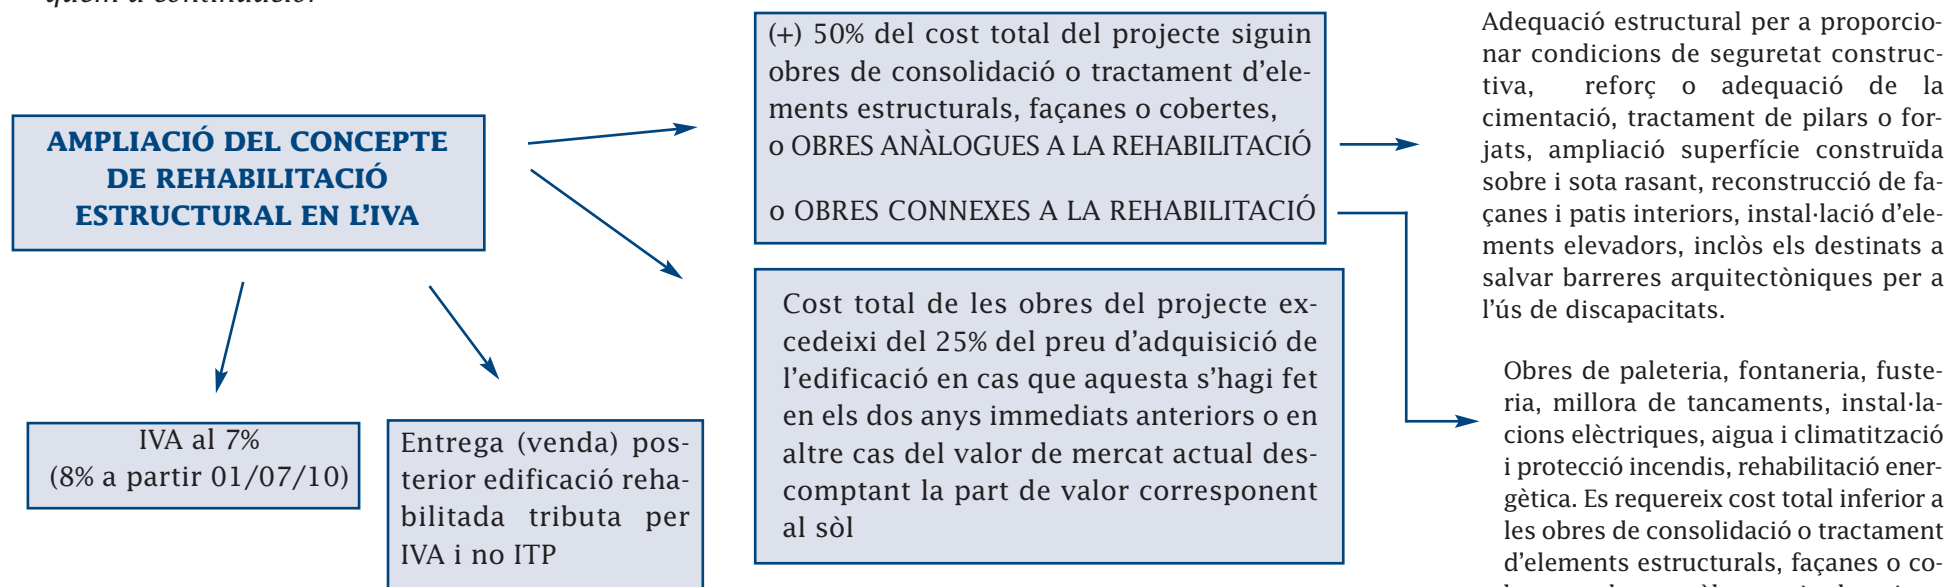 quem a continuació:
AMPLIACIÓ DEL CONCEPTE
DE REHABILITACIÓ
ESTRUCTURAL EN L’IVA
IVA al 7%
(8% a partir 01/07/10)
Entrega (venda) pos-
terior edificació reha-
bilitada tributa per
IVA i no ITP
(+) 50% del cost total del projecte siguin
obres de consolidació o tractament d’ele-
ments estructurals, façanes o cobertes,
o OBRES ANÀLOGUES A LA REHABILITACIÓ
o OBRES CONNEXES A LA REHABILITACIÓ
Cost total de les obres del projecte ex-
cedeixi del 25% del preu d’adquisició de
l’edificació en cas que aquesta s’hagi fet
en els dos anys immediats anteriors o en
altre cas del valor de mercat actual des-
comptant la part de valor corresponent
al sòl
Adequació estructural per a proporcio-
nar condicions de seguretat construc-
tiva, reforç o adequació de la
cimentació, tractament de pilars o for-
jats, ampliació superfície construïda
sobre i sota rasant, reconstrucció de fa-
çanes i patis interiors, instal·lació d’ele-
ments elevadors, inclòs els destinats a
salvar barreres arquitectòniques per a
l’ús de discapacitats.
Obres de paleteria, fontaneria, fuste-
ria, millora de tancaments, instal·la-
cions elèctriques, aigua i climatització
i protecció incendis, rehabilitació ener-
gètica. Es requereix cost total inferior a
les obres de consolidació o tractament
d’elements estructurals, façanes o co-